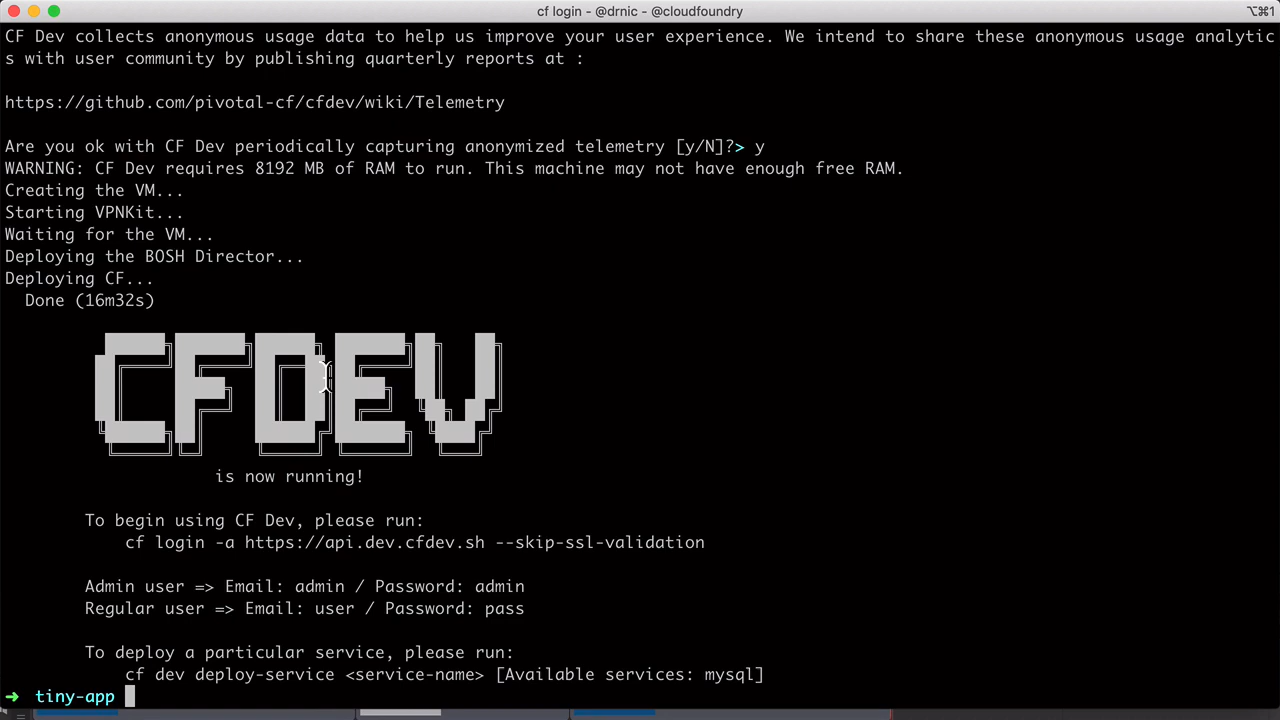 cf login - @drnic - @cloudfoundry
⌥⌘1
CF Dev collects anonymous usage data to help us improve your user experience. We intend to share these anonymous usage analytic
s with user community by publishing quarterly reports at :
https://github.com/pivotal-cf/cfdev/wiki/Telemetry
Are you ok with CF Dev periodically capturing anonymized telemetry [y/N]?> y
WARNING: CF Dev requires 8192 MB of RAM to run. This machine may not have enough free RAM.
Creating the VM...
Starting VPNKit...
Waiting for the VM...
Deploying the BOSH Director...
Deploying CF...
Done (16m32s)
CFDEV
is now running!
To begin using CF Dev, please run:
cf login -a https://api.dev.cfdev.sh --skip-ssl-validation
Admin user => Email: admin / Password: admin
Regular user => Email: user / Password: pass
To deploy a particular service, please run:
cf dev deploy-service <service-name> [Available services: mysql]
➜ tiny-app